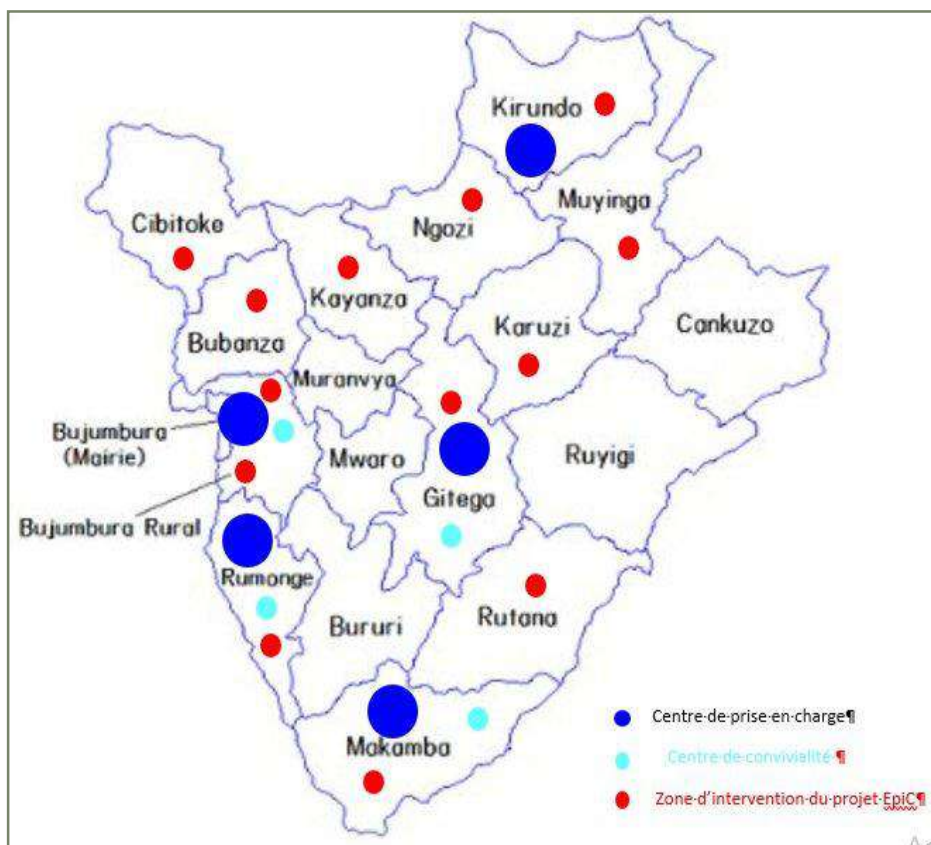 Kirundo
Muyinga
Ngozi
Cibitoke
Kayanza
Karuzi
Cankuzo
Bubanza
Muranvya
Bujumbura
(Mairie)
Mwaro
Ruyigi
Gitega
Bujumbura Rural
Rumonge
Rutana
Bururi
Makamba
Centre·de·prise·en·charge¶
Centre·de·convivialité·¶
Zone·d'intervention·du·projet·EpiC¶